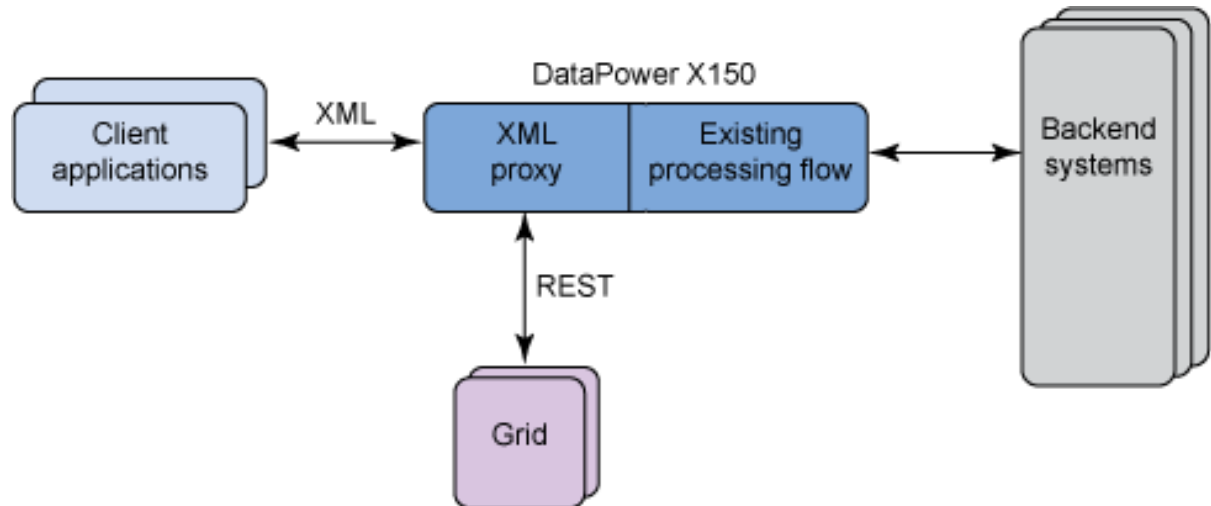 DataPower X150
Client
applications
XML
XML
proxy
Existing
processing flow
Backend
systems
REST
Grid